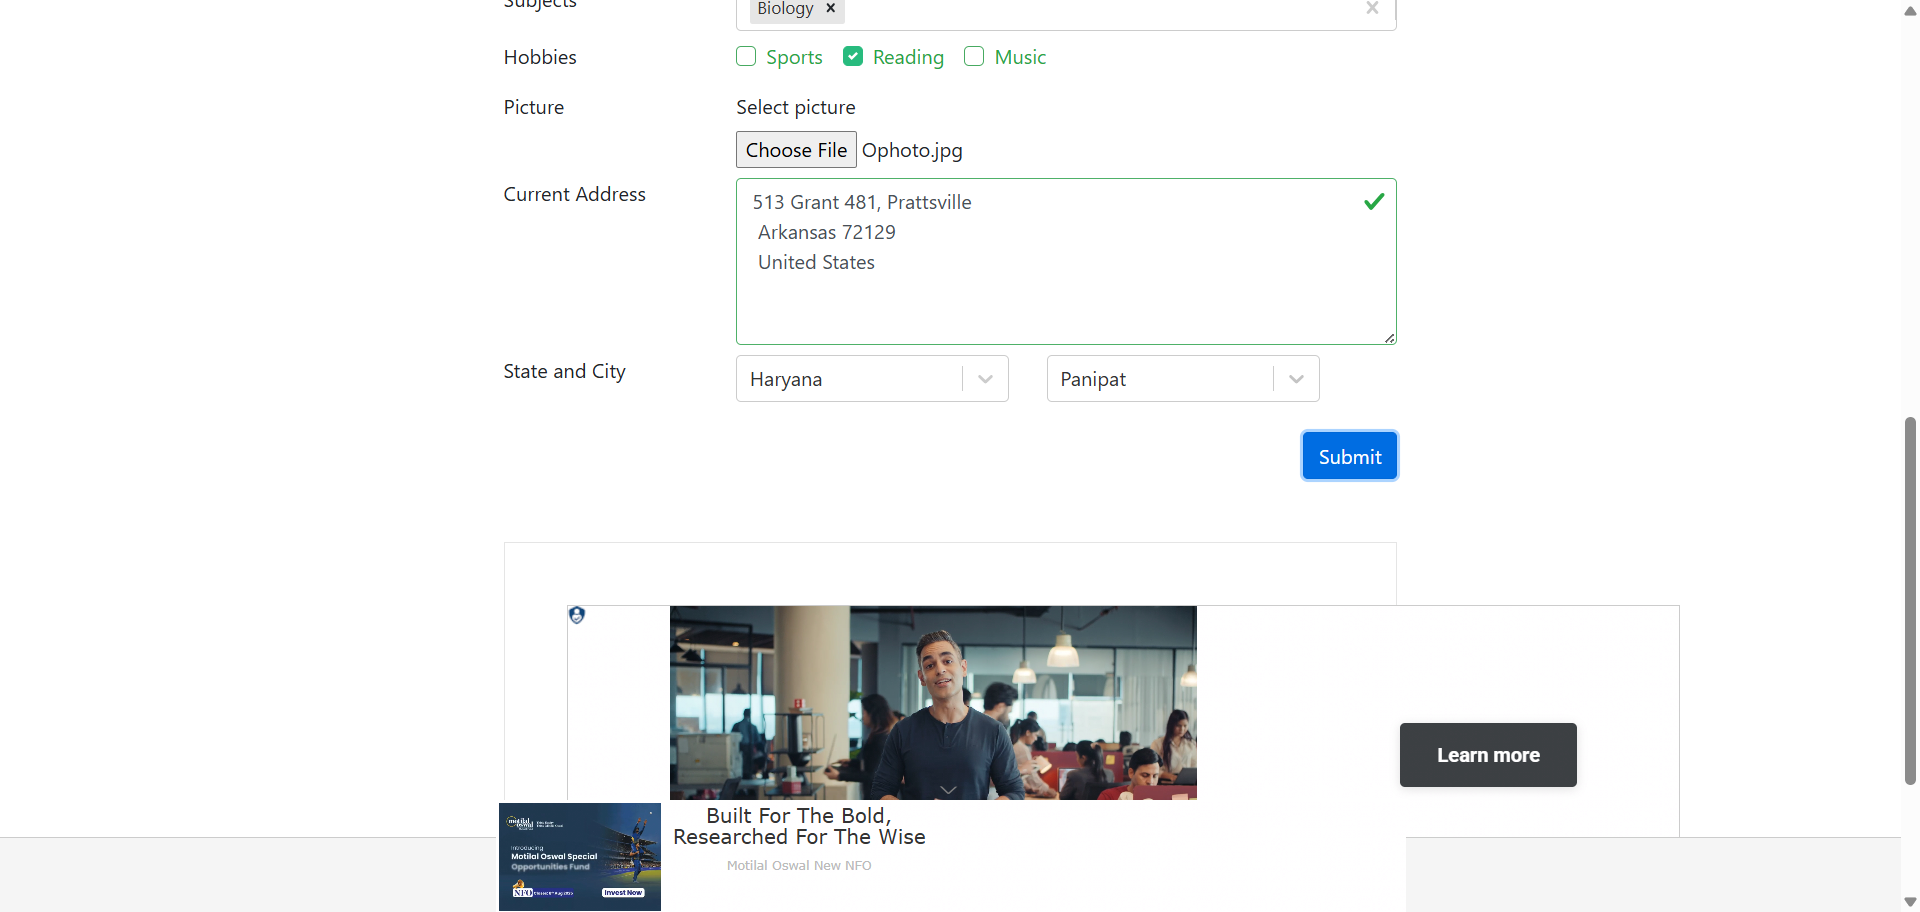 Subjects
Biology ×
Hobbies
Sports Reading Music
Picture
Select picture
Choose File Ophoto.jpg
Current Address
513 Grant 481, Prattsville
Arkansas 72129
United States
State and City
Haryana
Panipat
Submit
Learn more
Built For The Bold,
Researched For The Wise
Motilal Oswal New NFO
motilal
oswal
Introducing
Motilal Oswal Special
Opportunities Fund
NFO
Invest Now